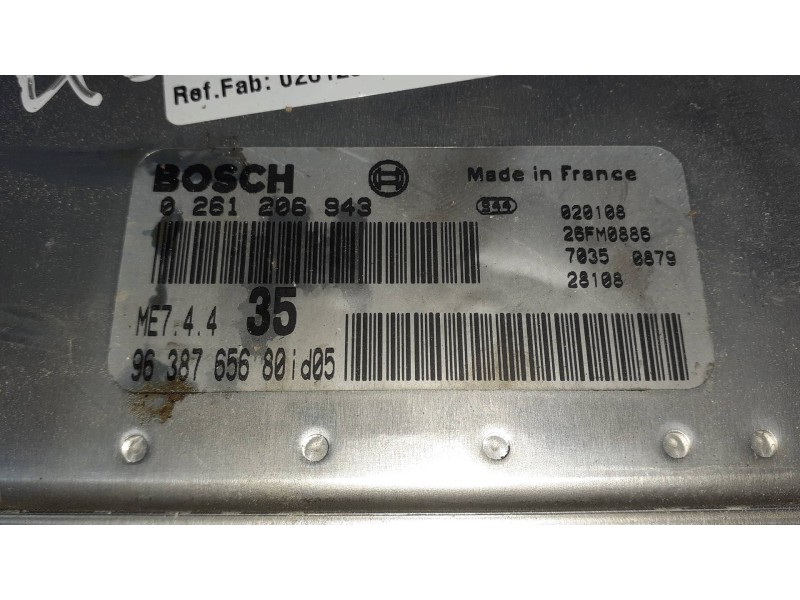 Ref.Fab:
BOSCH Made in France
0 261 206 943 944 020108
26FM0886
7035 0879
28108
ME7.4.4 35
96 387 656 80id05